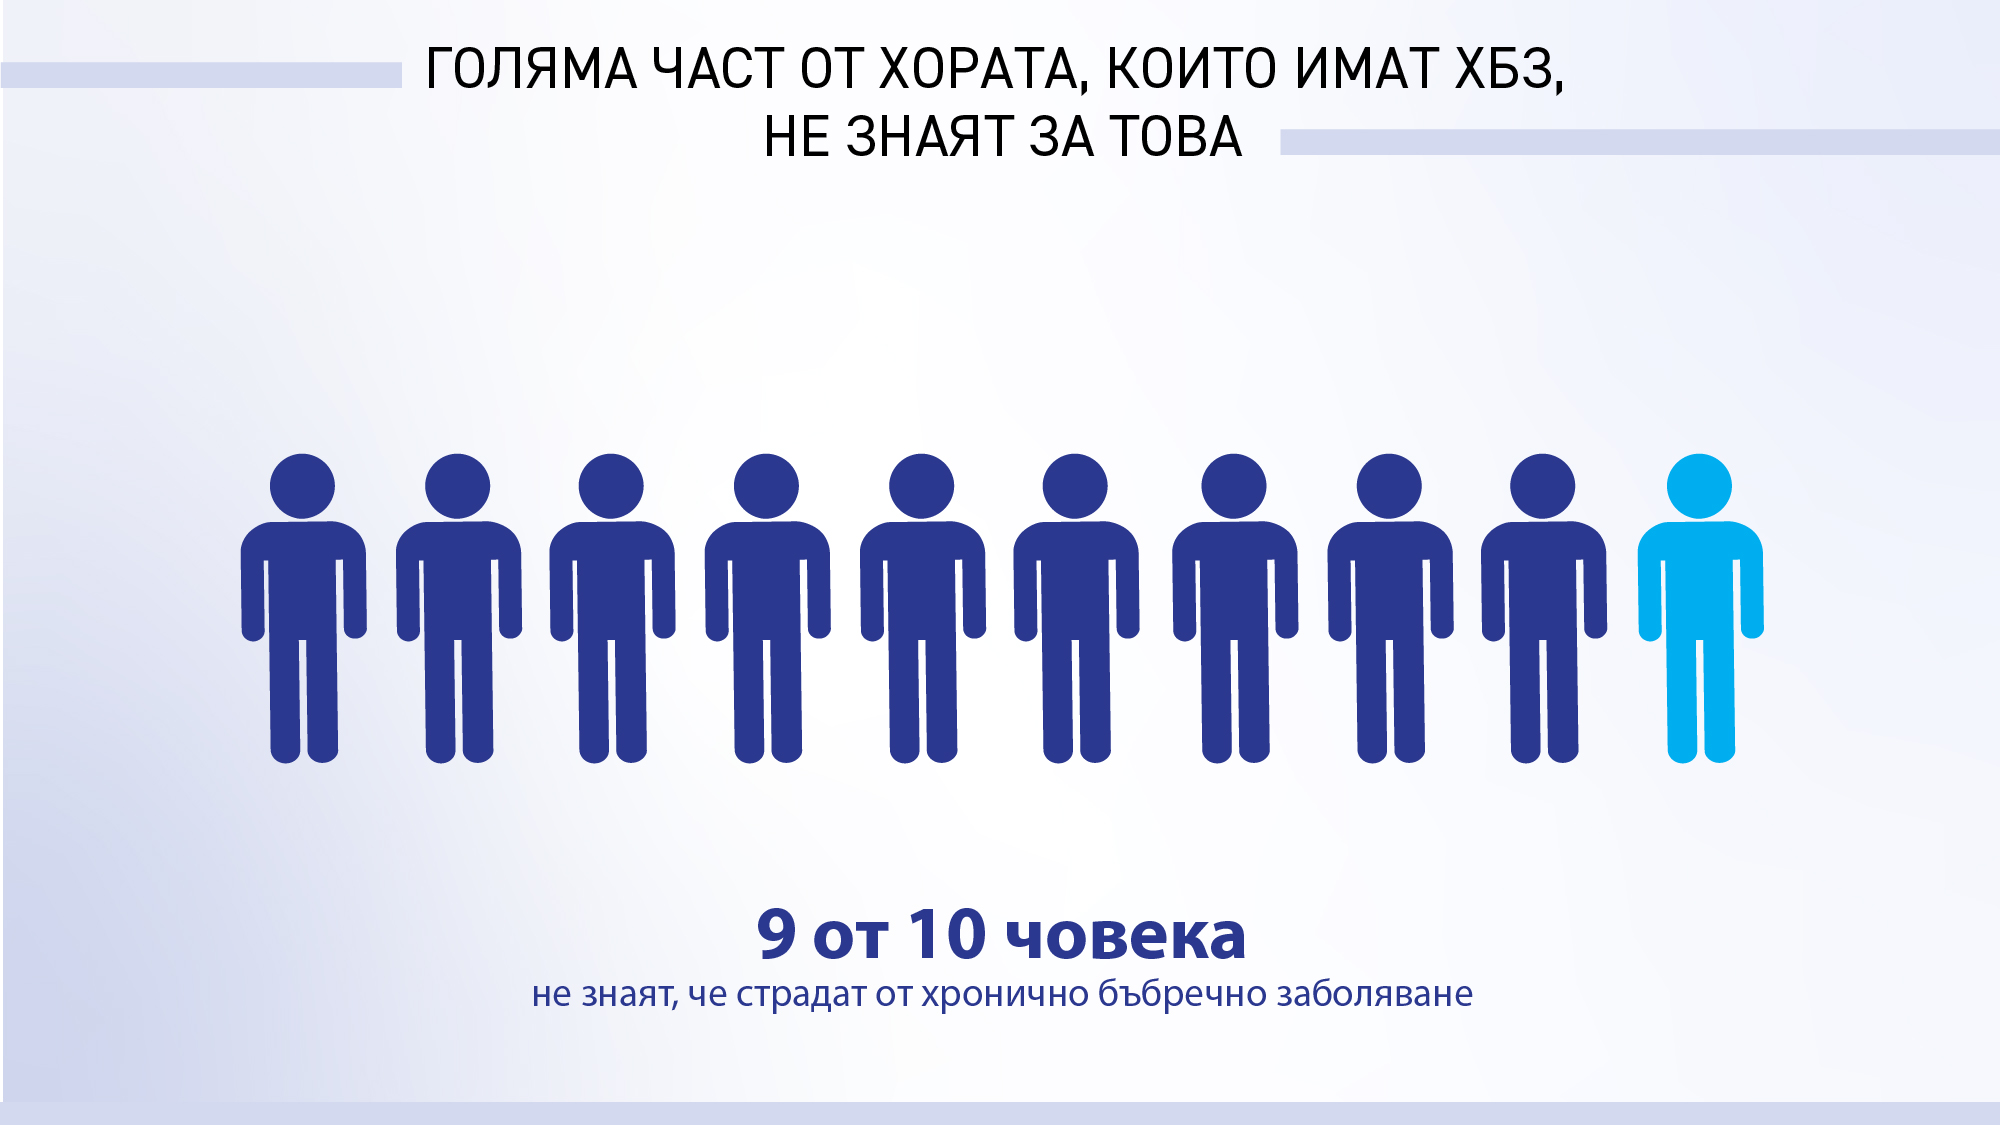 ГОЛЯМА ЧАСТ ОТ ХОРАТА, КОИТО ИМАТ ХБЗ,
НЕ ЗНАЯТ ЗА ТОВА
9 от 10 човека
не знаят, че страдат от хронично бъбречно заболяване